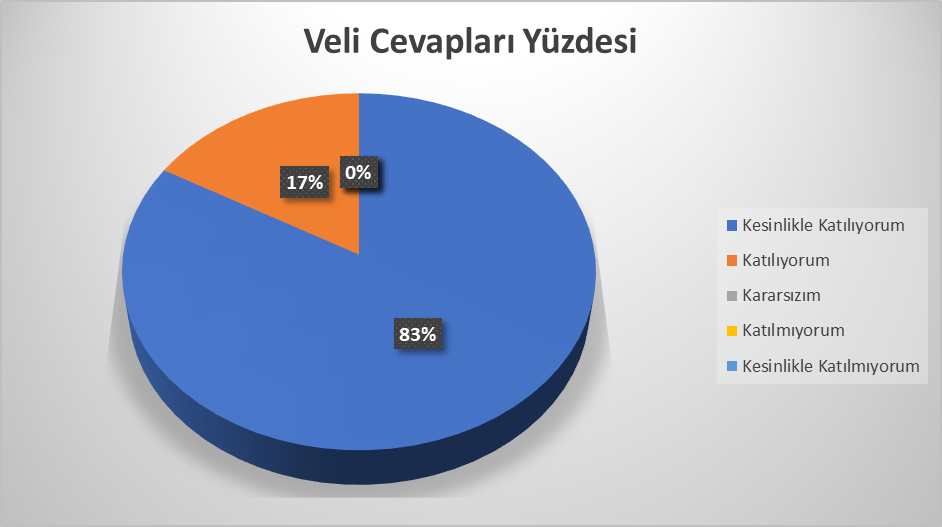 Veli Cevapları Yüzdesi
17%
0%
83%
Kesinlikle Katılıyorum
Katılıyorum
Kararsızım
Katılmıyorum
Kesinlikle Katılmıyorum